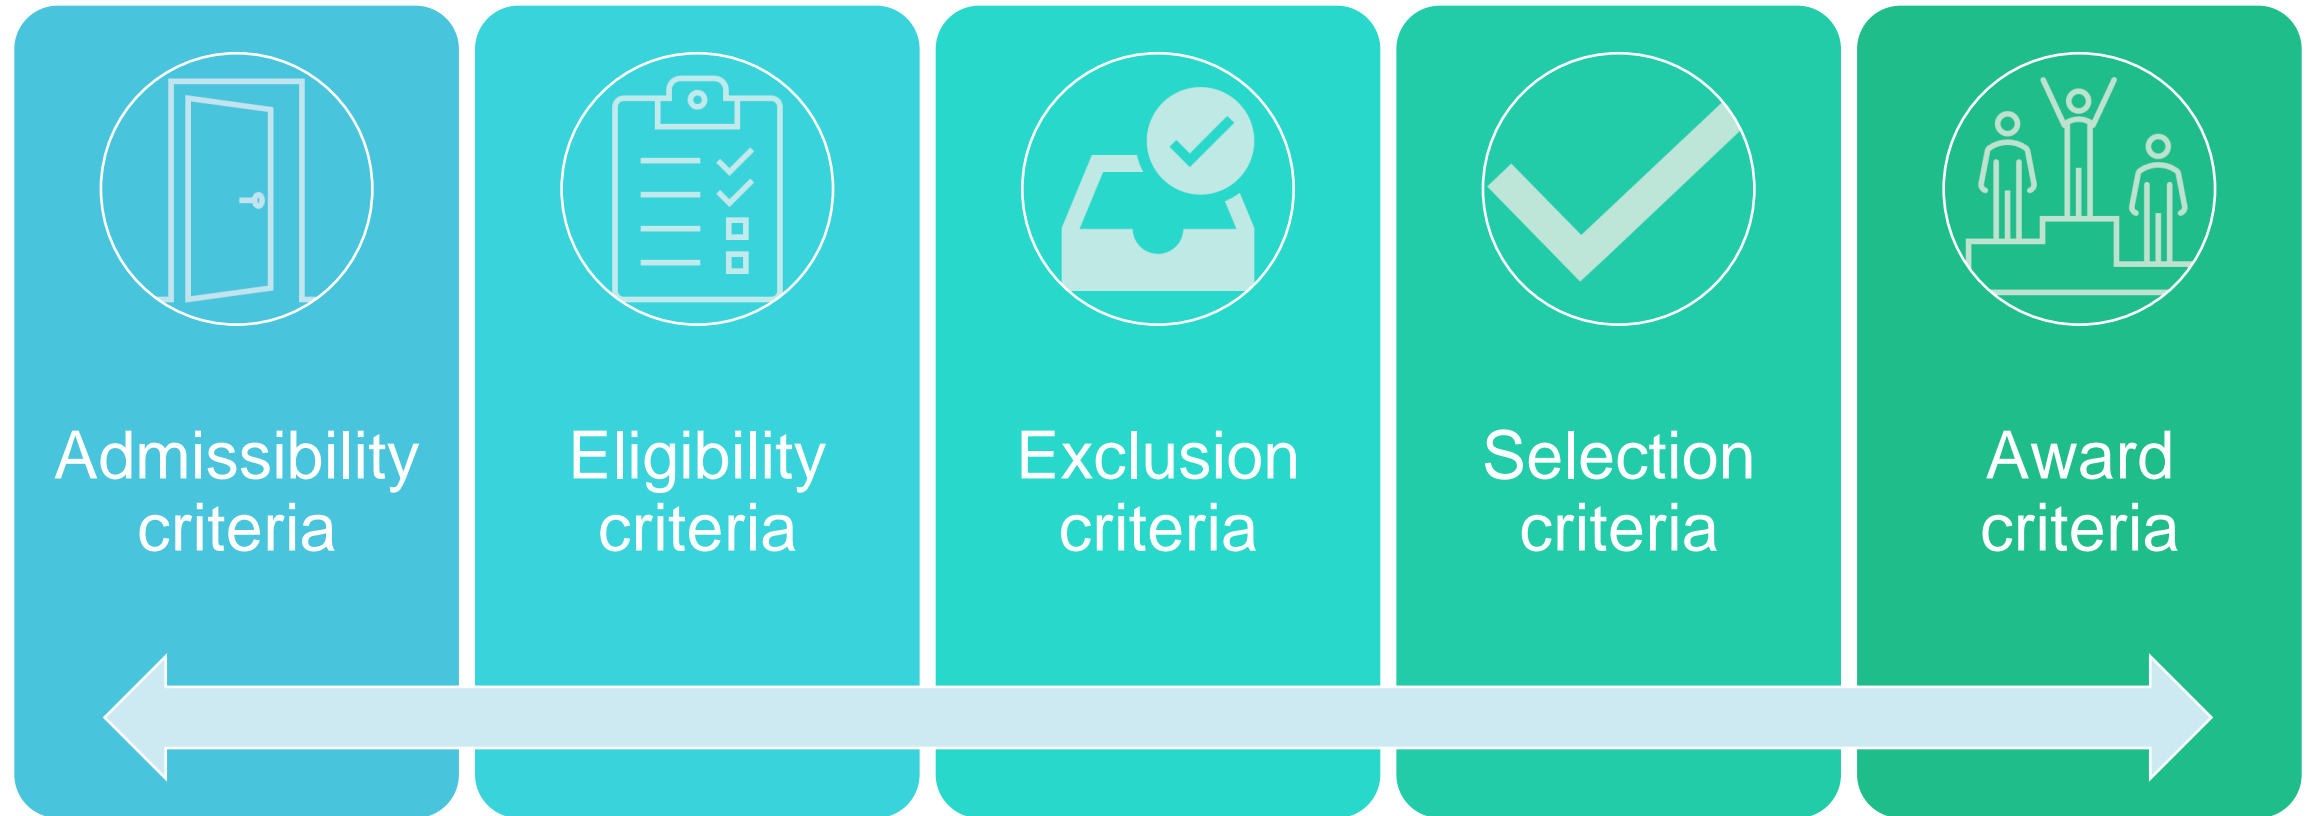 Admissibility
criteria
Eligibility
criteria
Exclusion
criteria
Selection
criteria
Award
criteria